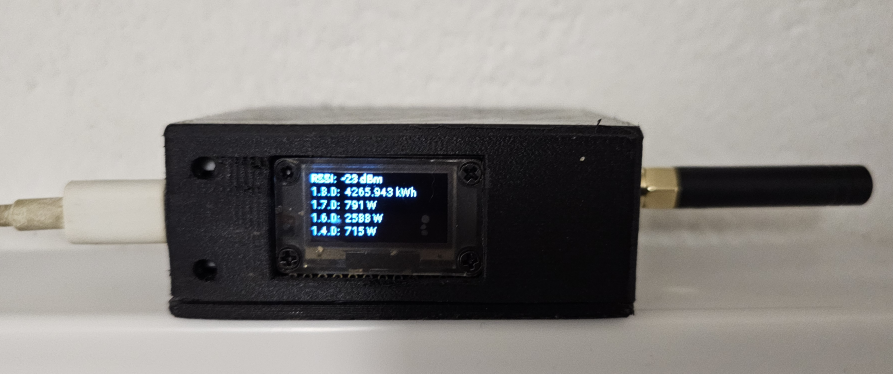 RSSI: -23 dBm
1.8.0: 4265.943 kWh
1.7.0: 791 W
1.6.0: 2588 W
1.4.0: 715 W